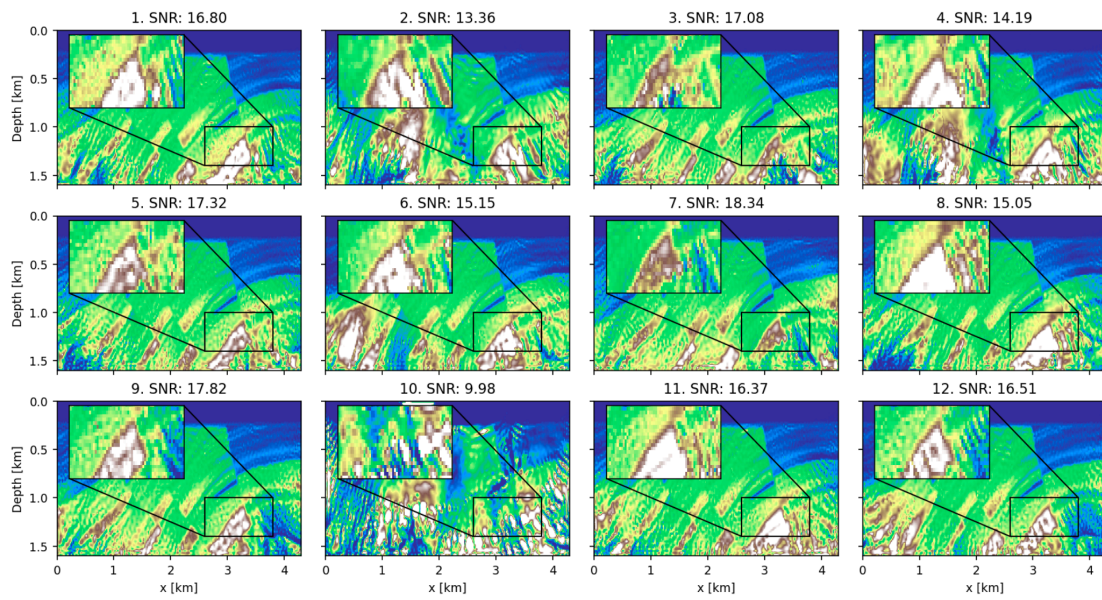 1. SNR: 16.80
2. SNR: 13.36
3. SNR: 17.08
4. SNR: 14.19
0.0
0.5
1.0
1.5
Depth [km]
5. SNR: 17.32
6. SNR: 15.15
7. SNR: 18.34
8. SNR: 15.05
0.0
0.5
1.0
1.5
Depth [km]
9. SNR: 17.82
10. SNR: 9.98
11. SNR: 16.37
12. SNR: 16.51
0.0
0.5
1.0
1.5
Depth [km]
0 1 2 3 4
0 1 2 3 4
0 1 2 3 4
0 1 2 3 4
x [km]
x [km]
x [km]
x [km]